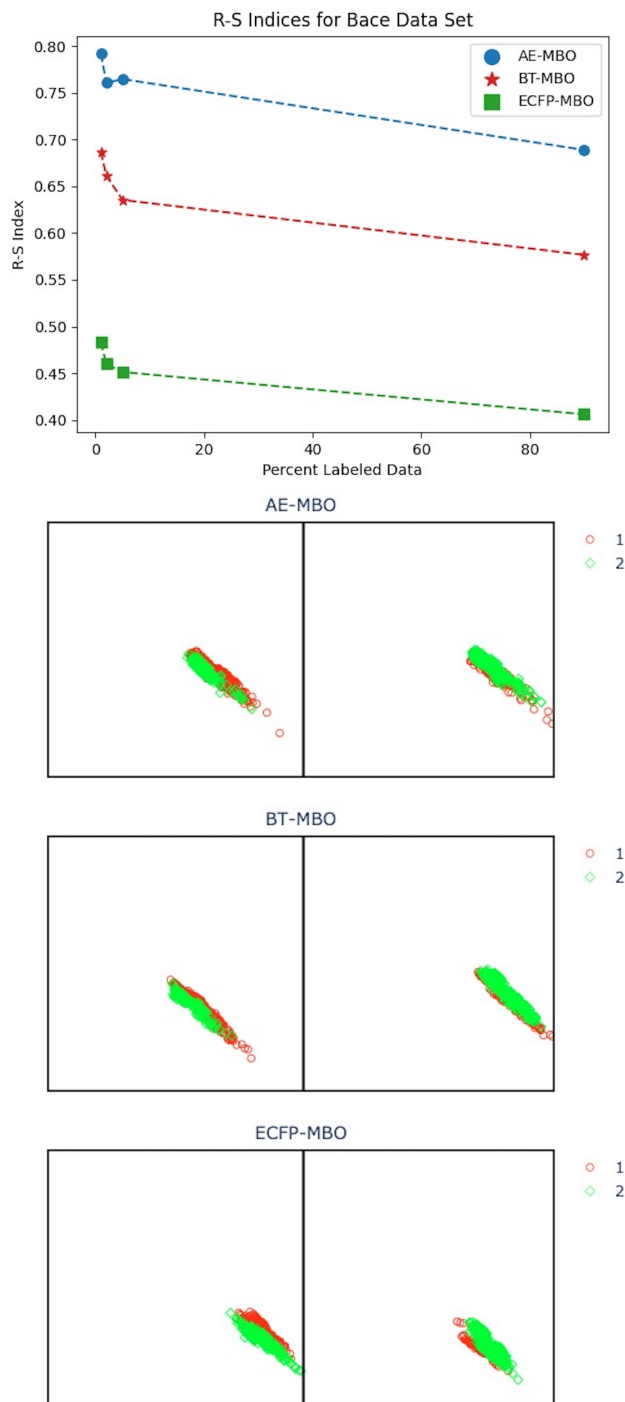 R-S Indices for Bace Data Set
0.80
0.75
0.70
0.65
0.60
0.55
0.50
0.45
0.40
R-S Index
AE-MBO
BT-MBO
ECFP-MBO
0 20 40 60 80
Percent Labeled Data
AE-MBO
1
2
BT-MBO
1
2
ECFP-MBO
1
2